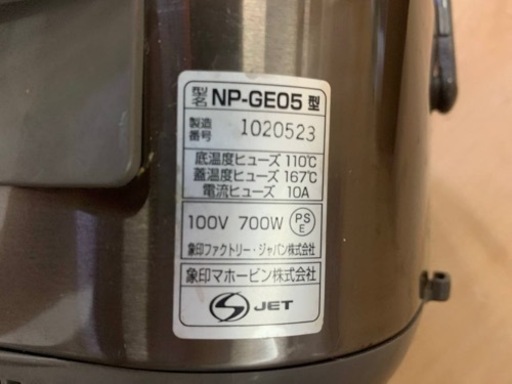 型名 NP-GE05 型
製造番号 1020523
底温度ヒューズ 110℃
蓋温度ヒューズ 167℃
電流ヒューズ 10A
100V 700W PSE
象印ファクトリー・ジャパン株式会社
象印マホービン株式会社
S JET